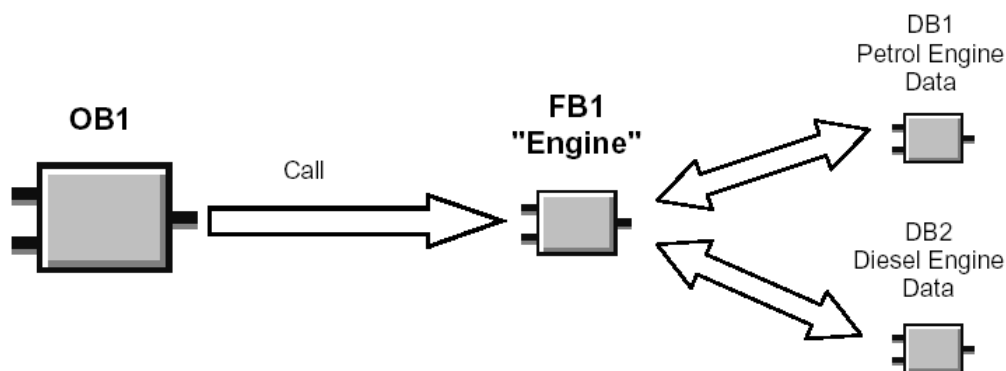 OB1
Call
FB1
"Engine"
DB1
Petrol Engine
Data
DB2
Diesel Engine
Data